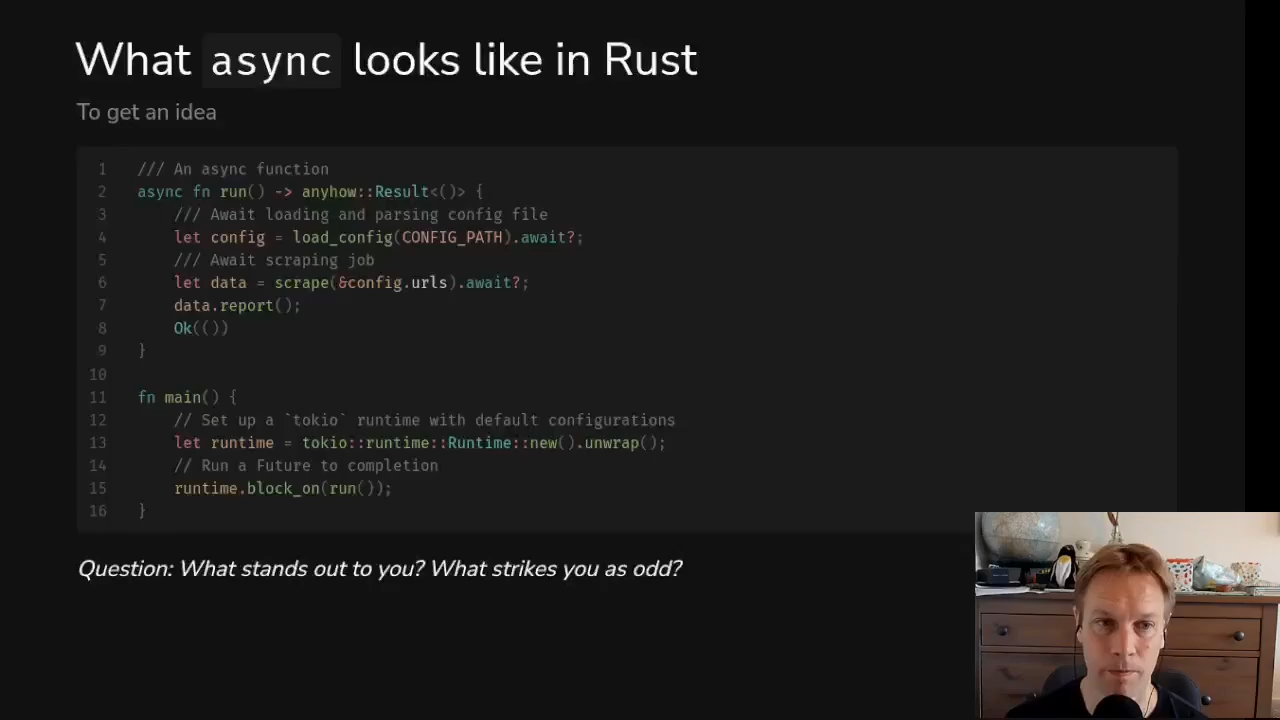 What async looks like in Rust
To get an idea
1 /// An async function
2 async fn run() -> anyhow::Result<()> {
3 /// Await loading and parsing config file
4 let config = load_config(CONFIG_PATH).await?;
5 /// Await scraping job
6 let data = scrape(&config.urls).await?;
7 data.report();
8 Ok(())
9 }
10
11 fn main() {
12 // Set up a `tokio` runtime with default configurations
13 let runtime = tokio::runtime::Runtime::new().unwrap();
14 // Run a Future to completion
15 runtime.block_on(run());
16 }
Question: What stands out to you? What strikes you as odd?